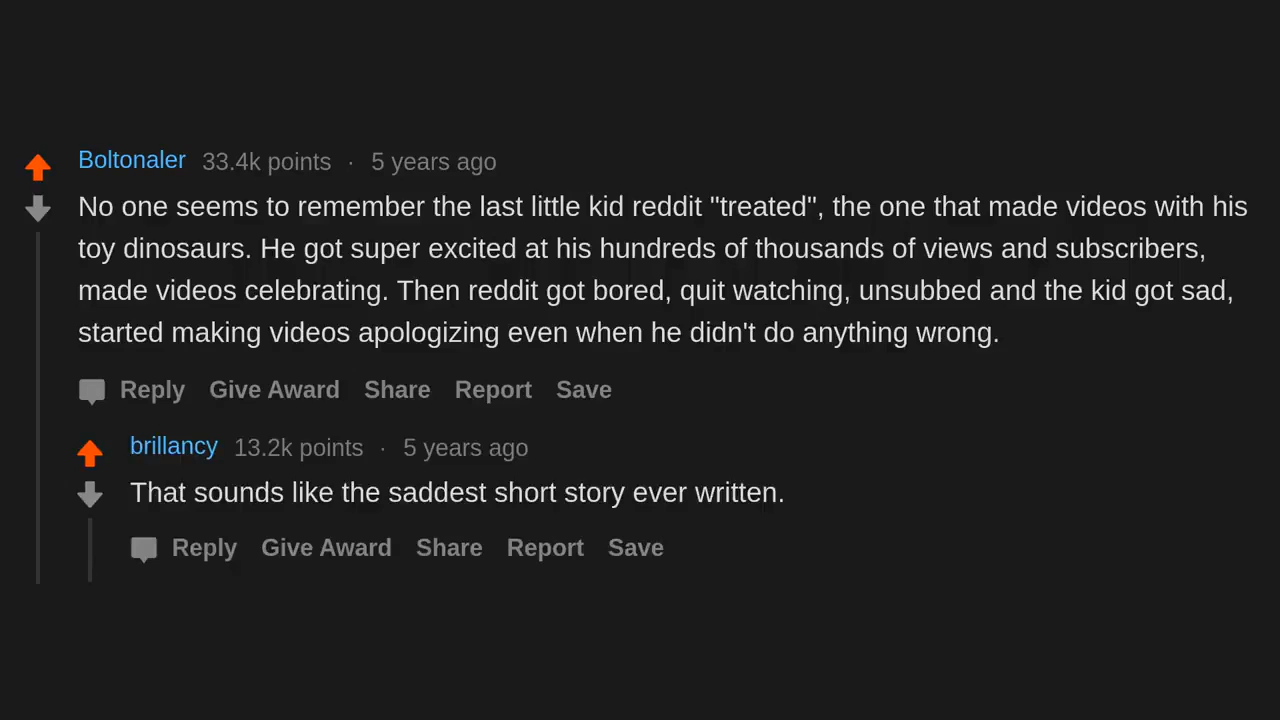 Boltonaler 33.4k points · 5 years ago
No one seems to remember the last little kid reddit "treated", the one that made videos with his
toy dinosaurs. He got super excited at his hundreds of thousands of views and subscribers,
made videos celebrating. Then reddit got bored, quit watching, unsubbed and the kid got sad,
started making videos apologizing even when he didn't do anything wrong.
Reply Give Award Share Report Save
brillancy 13.2k points · 5 years ago
That sounds like the saddest short story ever written.
Reply Give Award Share Report Save